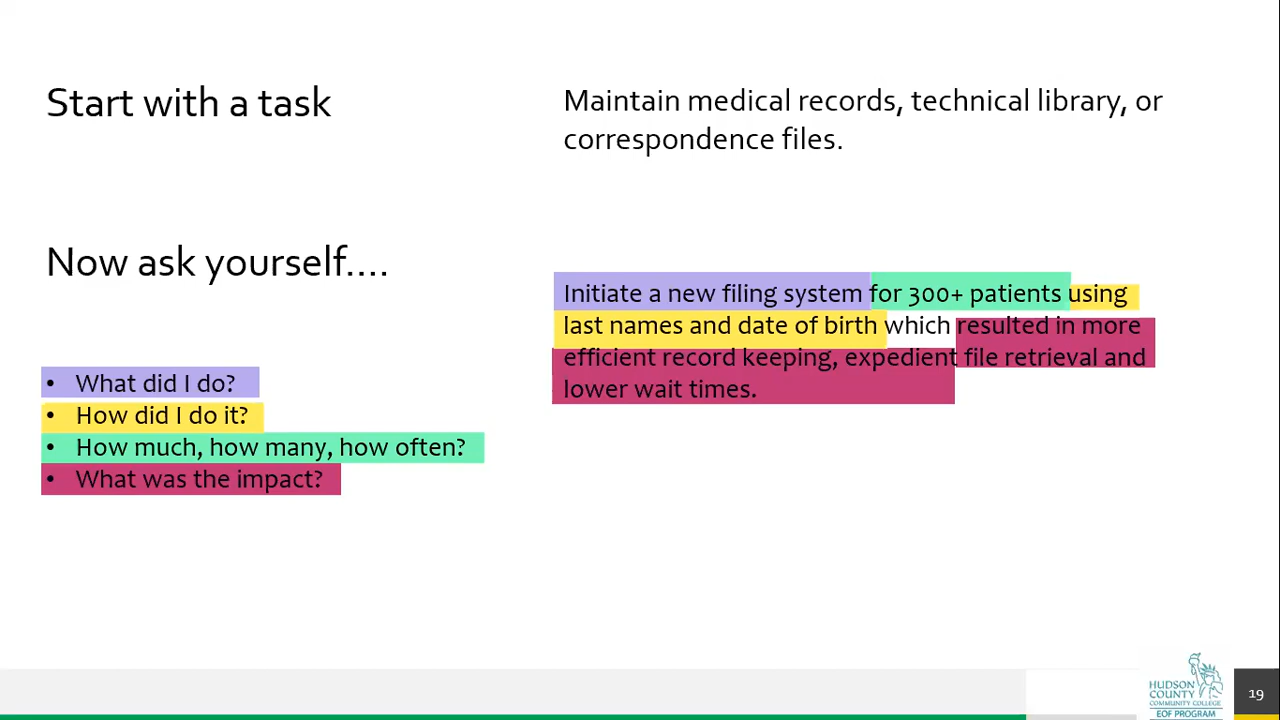 Start with a task
Maintain medical records, technical library, or
correspondence files.
Now ask yourself....
• What did I do?
• How did I do it?
• How much, how many, how often?
• What was the impact?
Initiate a new filing system for 300+ patients using
last names and date of birth which resulted in more
efficient record keeping, expedient file retrieval and
lower wait times.
HUDSON
COUNTY
COMMUNITY COLLEGE
EOF PROGRAM
19